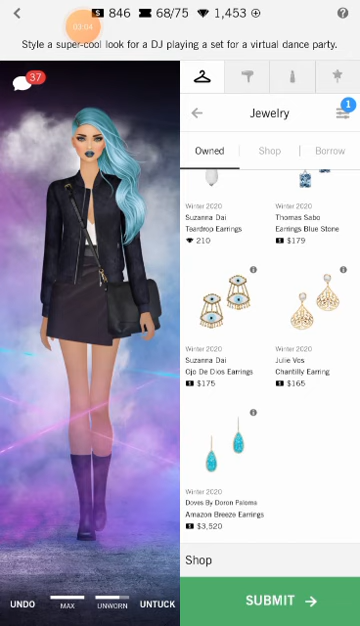 $ 846 68/75 1,453
03:04
Style a super-cool look for a DJ playing a set for a virtual dance party.
37
Jewelry
1
Owned
Shop
Borrow
Winter 2020
Suzanna Dai
Teardrop Earrings
210
Winter 2020
Thomas Sabo
Earrings Blue Stone
$ $179
Winter 2020
Suzanna Dai
Ojo De Dios Earrings
$ $175
Winter 2020
Julie Vos
Chantilly Earring
$ $165
Winter 2020
Doves By Doron Paloma
Amazon Breeze Earrings
$ $3,520
Shop
UNDO
MAX
UNWORN
UNTUCK
SUBMIT